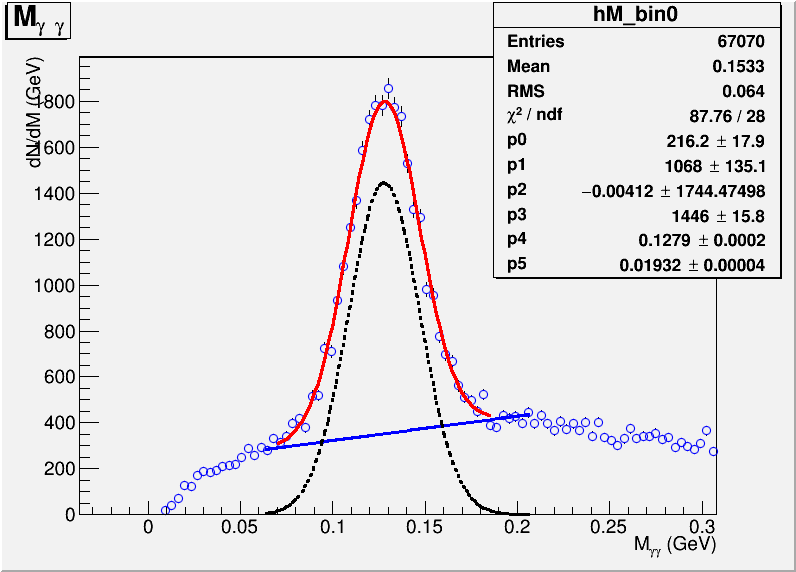 M γ γ
hM_bin0
Entries 67070
Mean 0.1533
RMS 0.064
χ² / ndf 87.76 / 28
p0 216.2 ± 17.9
p1 1068 ± 135.1
p2 −0.00412 ± 1744.47498
p3 1446 ± 15.8
p4 0.1279 ± 0.0002
p5 0.01932 ± 0.00004
dN/dM (GeV)
1800
1600
1400
1200
1000
800
600
400
200
0
0 0.05 0.1 0.15 0.2 0.25 0.3
Mγγ (GeV)